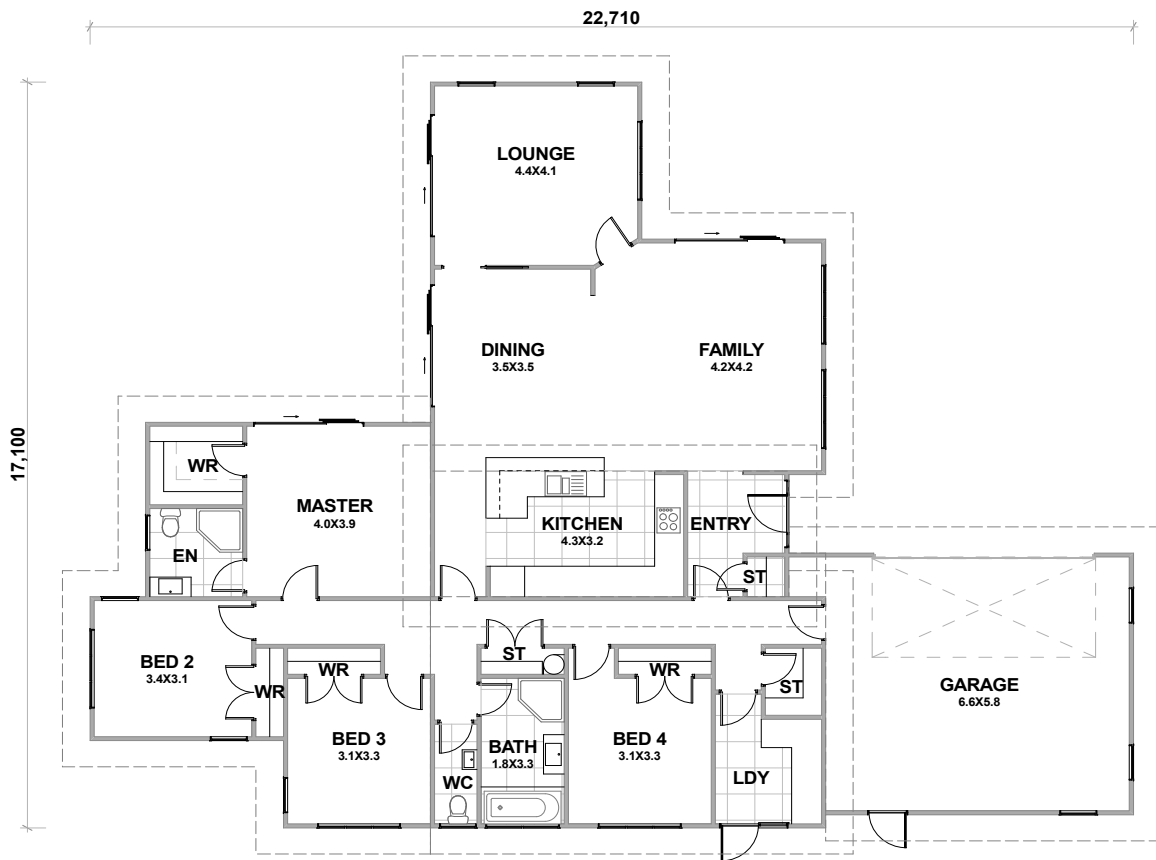 22,710
17,100
LOUNGE
4.4X4.1
DINING
3.5X3.5
FAMILY
4.2X4.2
WR
MASTER
4.0X3.9
KITCHEN
4.3X3.2
ENTRY
EN
ST
BED 2
3.4X3.1
WR
WR
ST
WR
ST
GARAGE
6.6X5.8
BED 3
3.1X3.3
WC
BATH
1.8X3.3
BED 4
3.1X3.3
LDY